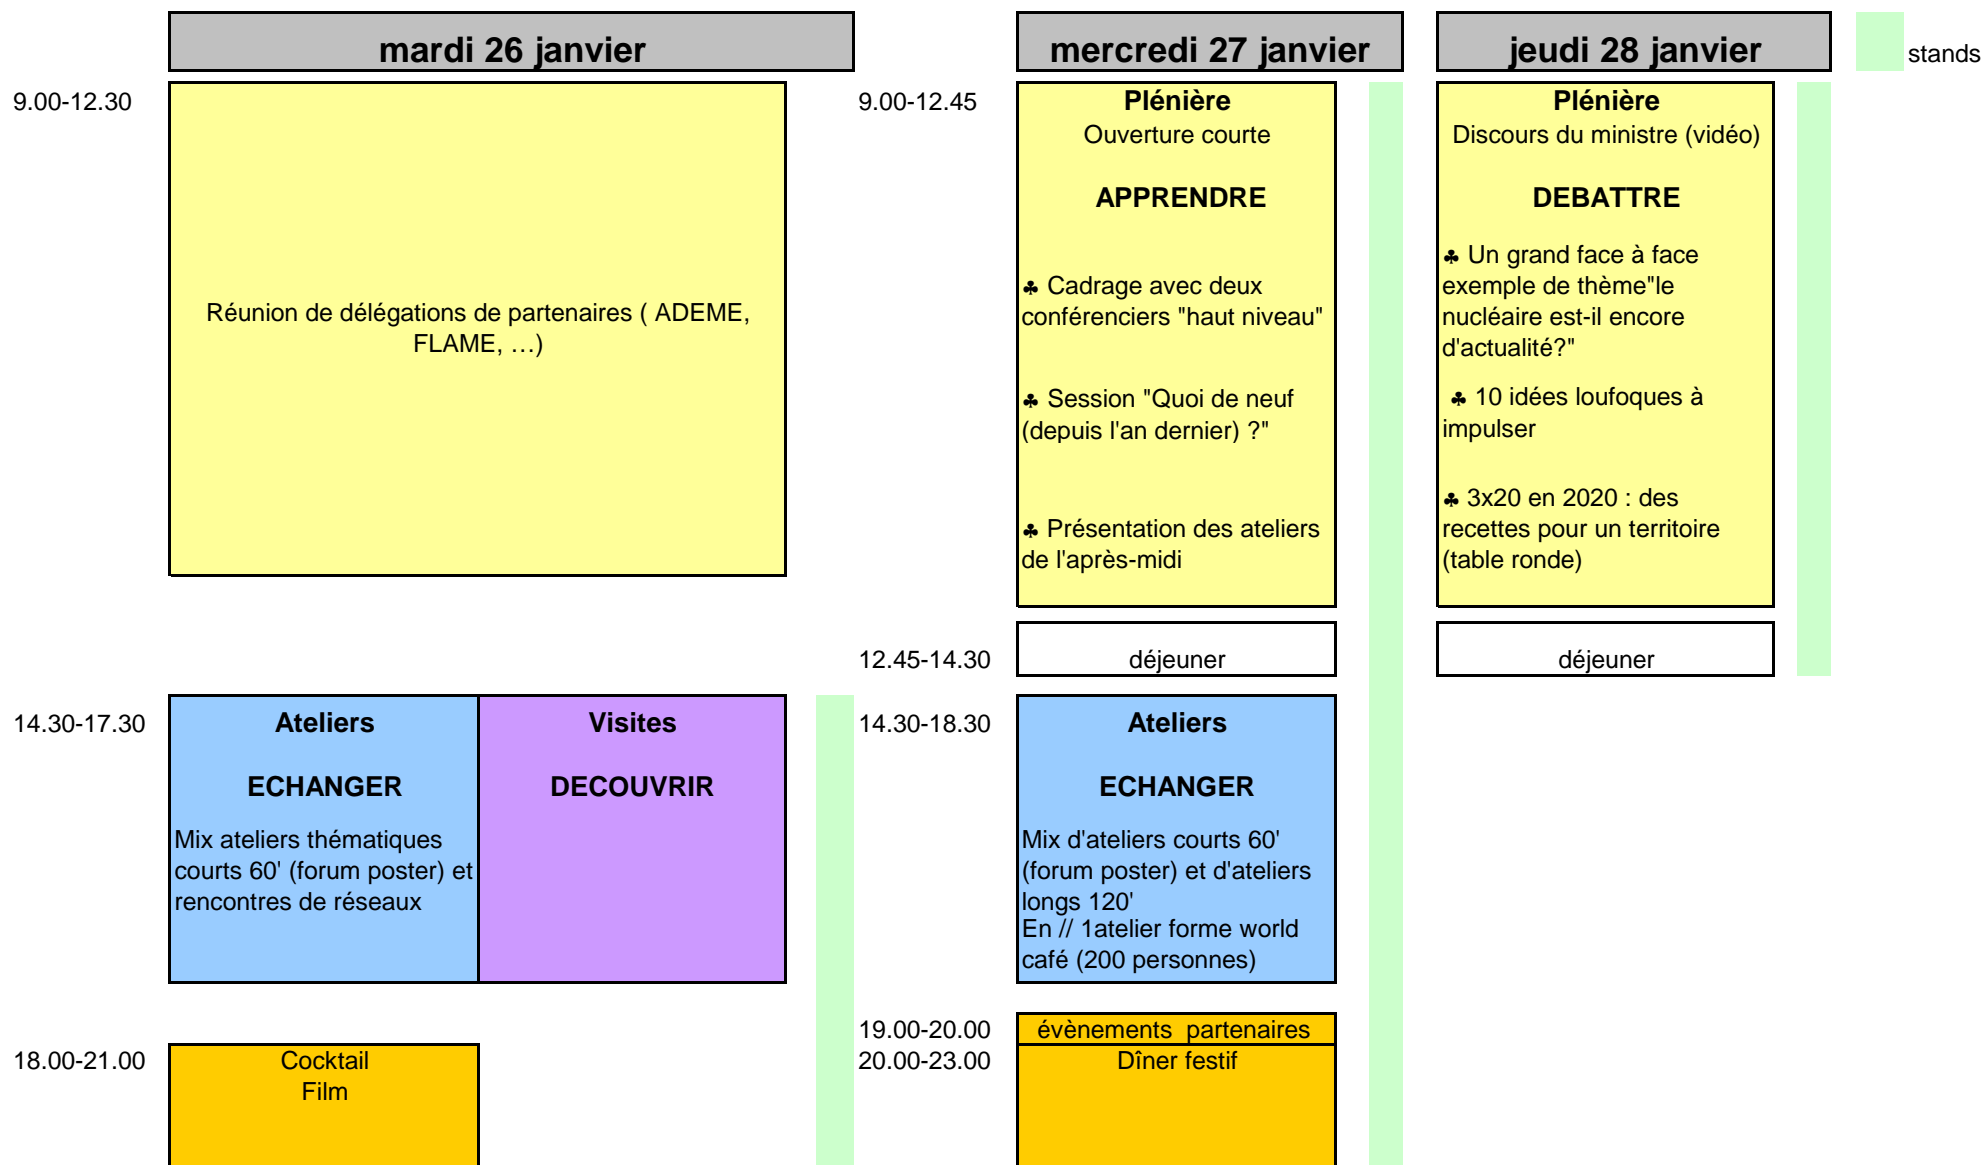 mardi 26 janvier
mercredi 27 janvier
jeudi 28 janvier
stands
9.00-12.30
Réunion de délégations de partenaires ( ADEME,
FLAME, …)
9.00-12.45
Plénière
Ouverture courte
APPRENDRE
♣ Cadrage avec deux
conférenciers "haut niveau"
♣ Session "Quoi de neuf
(depuis l'an dernier) ?"
♣ Présentation des ateliers
de l'après-midi
Plénière
Discours du ministre (vidéo)
DEBATTRE
♣ Un grand face à face
exemple de thème"le
nucléaire est-il encore
d'actualité?"
♣ 10 idées loufoques à
impulser
♣ 3x20 en 2020 : des
recettes pour un territoire
(table ronde)
12.45-14.30
déjeuner
déjeuner
14.30-17.30
Ateliers
ECHANGER
Mix ateliers thématiques
courts 60' (forum poster) et
rencontres de réseaux
Visites
DECOUVRIR
14.30-18.30
Ateliers
ECHANGER
Mix d'ateliers courts 60'
(forum poster) et d'ateliers
longs 120'
En // 1atelier forme world
café (200 personnes)
18.00-21.00
Cocktail
Film
19.00-20.00
évènements  partenaires
20.00-23.00
Dîner festif